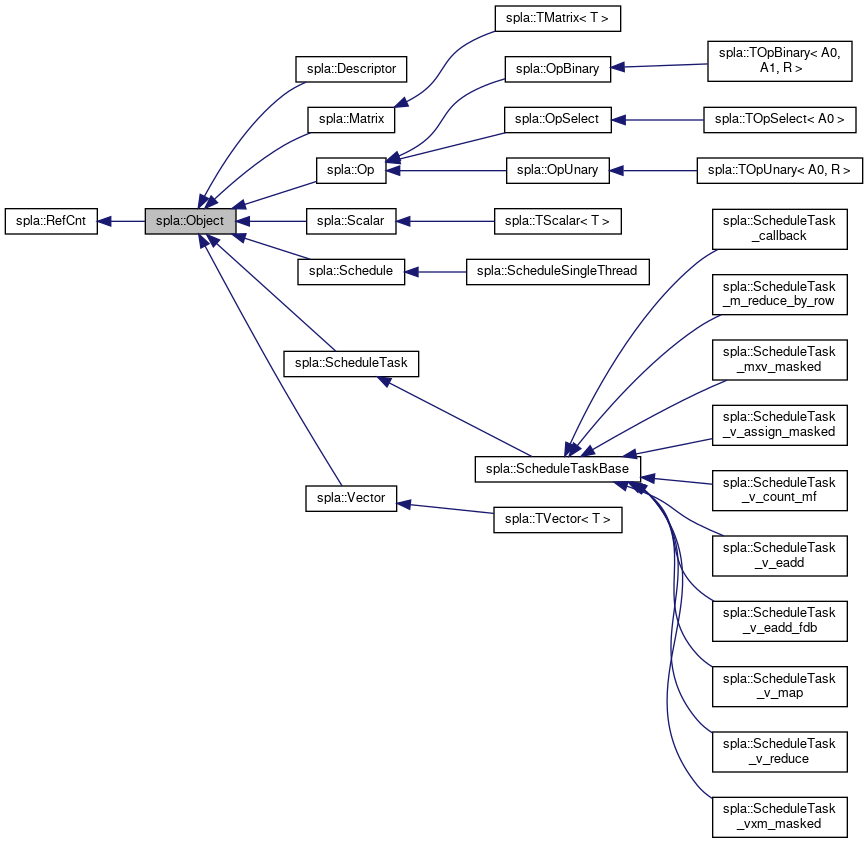 spla::TMatrix< T >
spla::TOpBinary< A0,
A1, R >
spla::Descriptor
spla::OpBinary
spla::Matrix
spla::OpSelect
spla::TOpSelect< A0 >
spla::Op
spla::OpUnary
spla::TOpUnary< A0, R >
spla::RefCnt
spla::Object
spla::Scalar
spla::TScalar< T >
spla::ScheduleTask
_callback
spla::Schedule
spla::ScheduleSingleThread
spla::ScheduleTask
_m_reduce_by_row
spla::ScheduleTask
spla::ScheduleTask
_mxv_masked
spla::ScheduleTask
_v_assign_masked
spla::ScheduleTaskBase
spla::ScheduleTask
_v_count_mf
spla::Vector
spla::TVector< T >
spla::ScheduleTask
_v_eadd
spla::ScheduleTask
_v_eadd_fdb
spla::ScheduleTask
_v_map
spla::ScheduleTask
_v_reduce
spla::ScheduleTask
_vxm_masked